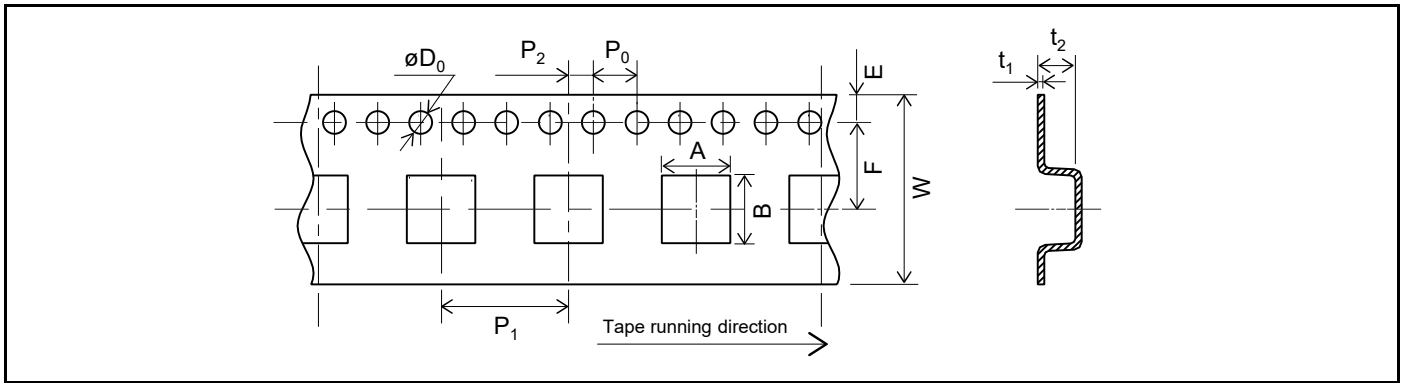 øD₀
P₂
P₀
E
t₁
t₂
A
B
F
W
P₁
Tape running direction